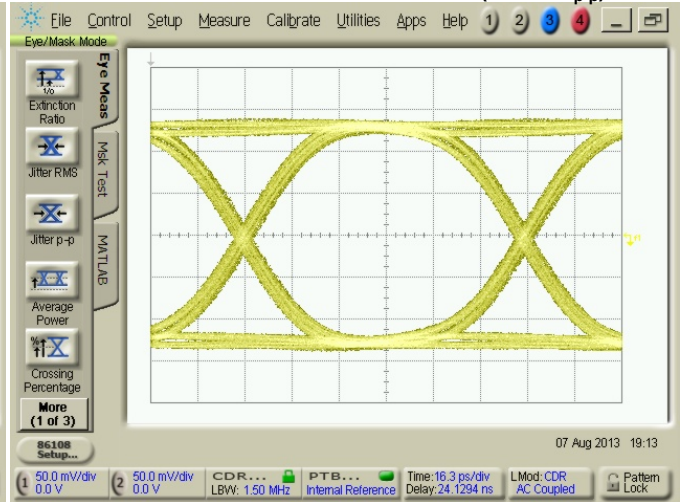 File Control Setup Measure Calibrate Utilities Apps Help 1 2 3 4
Eye/Mask Mode
Eye Meas
Msk Test
MATLAB
1/0
Extinction
Ratio
Jitter RMS
Jitter p-p
Average
Power
%
Crossing
Percentage
More
(1 of 3)
86108
Setup...
07 Aug 2013 19:13
1 50.0 mV/div
0.0 V
2 50.0 mV/div
0.0 V
CDR...
LBW: 1.50 MHz
PTB...
Internal Reference
Time:16.3 ps/div
Delay:24.1294 ns
LMod:CDR
AC Coupled
Pattern
Lock